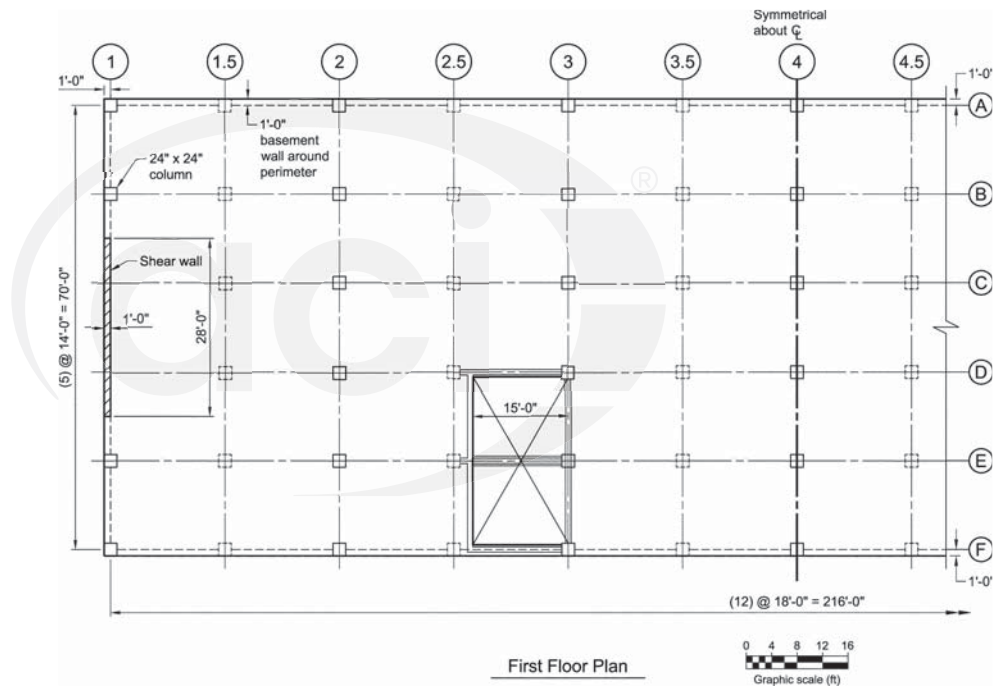 Symmetrical
about ℄
1
1.5
2
2.5
3
3.5
4
4.5
1'-0"
1'-0"
A
1'-0"
basement
wall around
perimeter
24" x 24"
column
®
B
aci
Shear wall
C
(5) @ 14'-0" = 70'-0"
1'-0"
28'-0"
D
15'-0"
E
F
1'-0"
(12) @ 18'-0" = 216'-0"
First Floor Plan
0 4 8 12 16
Graphic scale (ft)